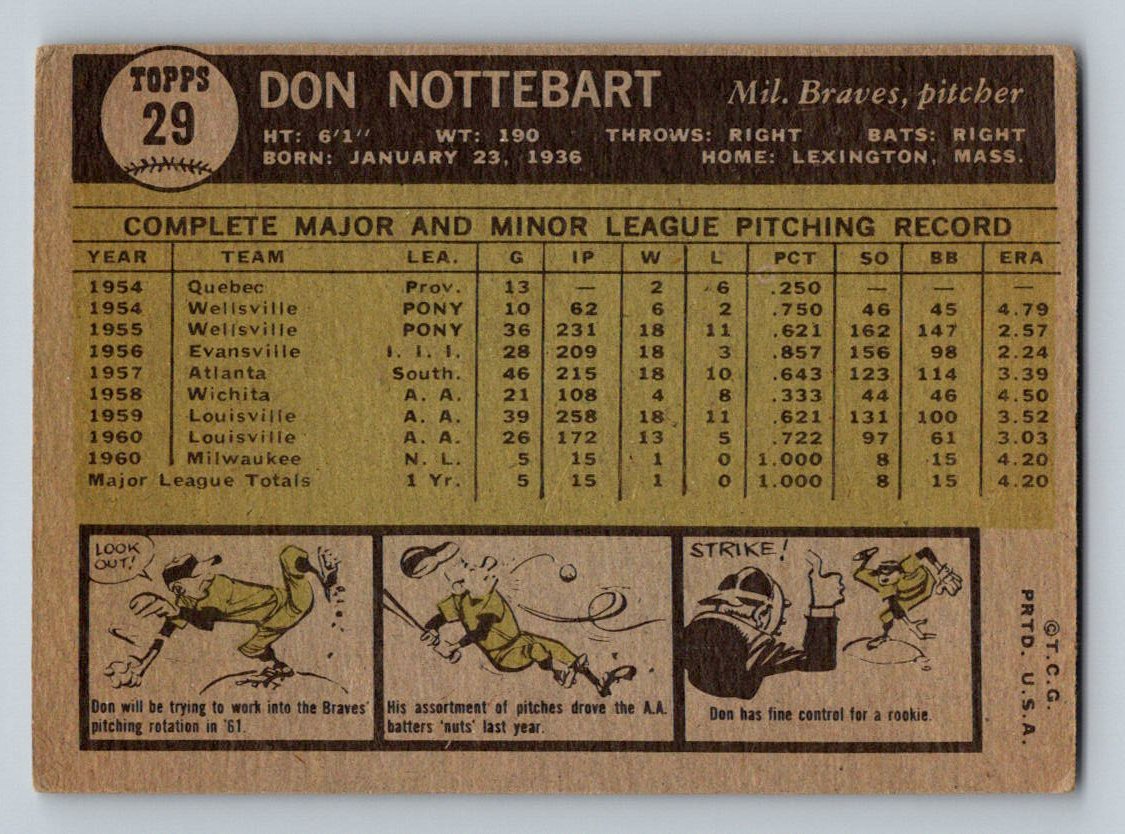 TOPPS
29
DON NOTTEBART Mil. Braves, pitcher
HT: 6'1" WT: 190 THROWS: RIGHT BATS: RIGHT
BORN: JANUARY 23, 1936 HOME: LEXINGTON, MASS.
COMPLETE MAJOR AND MINOR LEAGUE PITCHING RECORD
YEAR TEAM LEA. G IP W L PCT SO BB ERA
1954 Quebec Prov. 13 — 2 6 .250 — — —
1954 Wellsville PONY 10 62 6 2 .750 46 45 4.79
1955 Wellsville PONY 36 231 18 11 .621 162 147 2.57
1956 Evansville I. I. I. 28 209 18 3 .857 156 98 2.24
1957 Atlanta South. 46 215 18 10 .643 123 114 3.39
1958 Wichita A. A. 21 108 4 8 .333 44 46 4.50
1959 Louisville A. A. 39 258 18 11 .621 131 100 3.52
1960 Louisville A. A. 26 172 13 5 .722 97 61 3.03
1960 Milwaukee N. L. 5 15 1 0 1.000 8 15 4.20
Major League Totals 1 Yr. 5 15 1 0 1.000 8 15 4.20
LOOK
OUT!
Don will be trying to work into the Braves'
pitching rotation in '61.
His assortment of pitches drove the A.A.
batters 'nuts' last year.
STRIKE!
Don has fine control for a rookie.
© T.C.G.
PRTD. U.S.A.